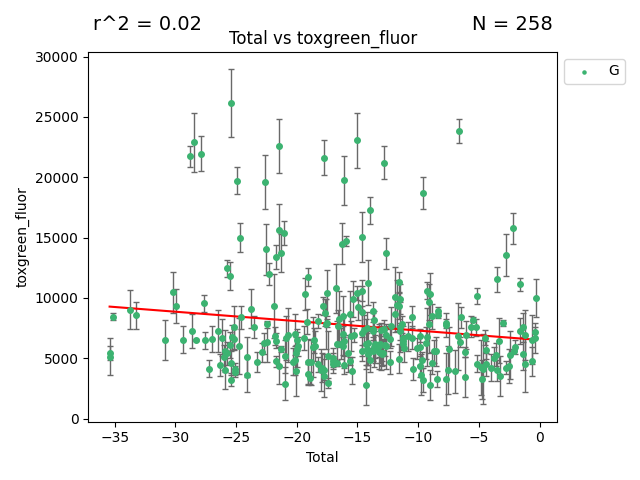 r^2 = 0.02
N = 258
Total vs toxgreen_fluor
G
30000
25000
20000
15000
10000
5000
0
toxgreen_fluor
−35
−30
−25
−20
−15
−10
−5
0
Total